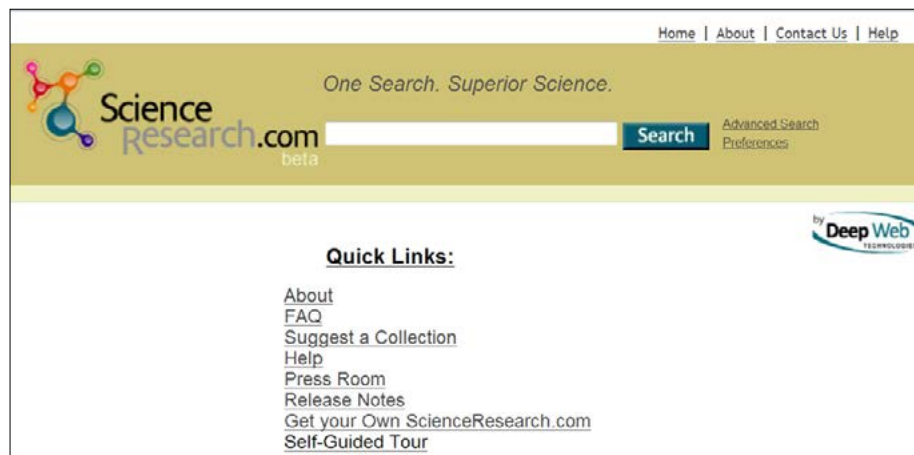 Home | About | Contact Us | Help
One Search. Superior Science.
Science
Research.com
beta
Search
Advanced Search
Preferences
by
Deep Web
TECHNOLOGIES
Quick Links:
About
FAQ
Suggest a Collection
Help
Press Room
Release Notes
Get your Own ScienceResearch.com
Self-Guided Tour